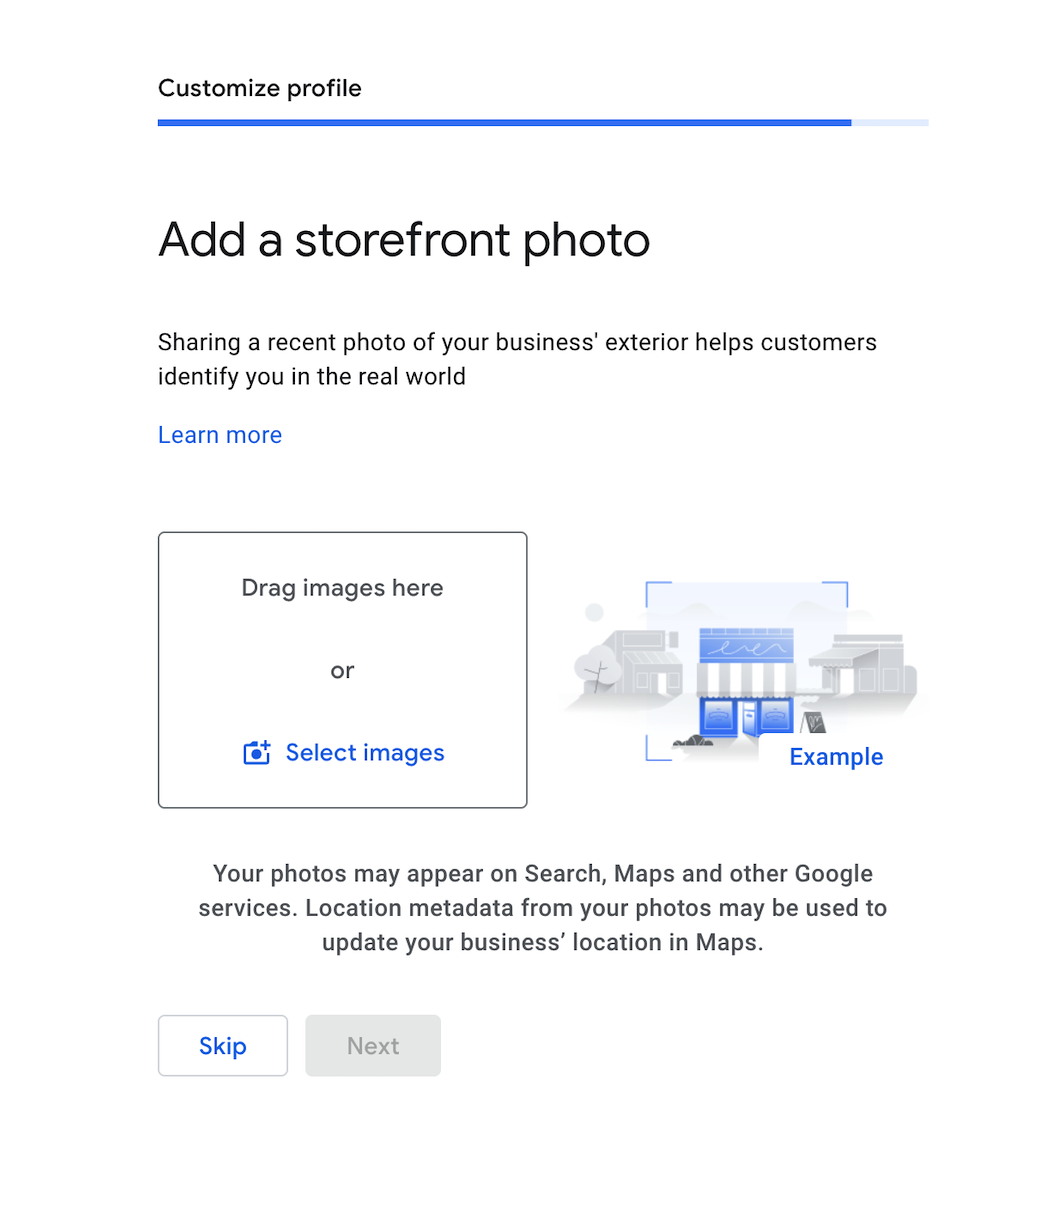 Customize profile
Add a storefront photo
Sharing a recent photo of your business' exterior helps customers
identify you in the real world
Learn more
Drag images here
or
Select images
Example
Your photos may appear on Search, Maps and other Google
services. Location metadata from your photos may be used to
update your business’ location in Maps.
Skip
Next